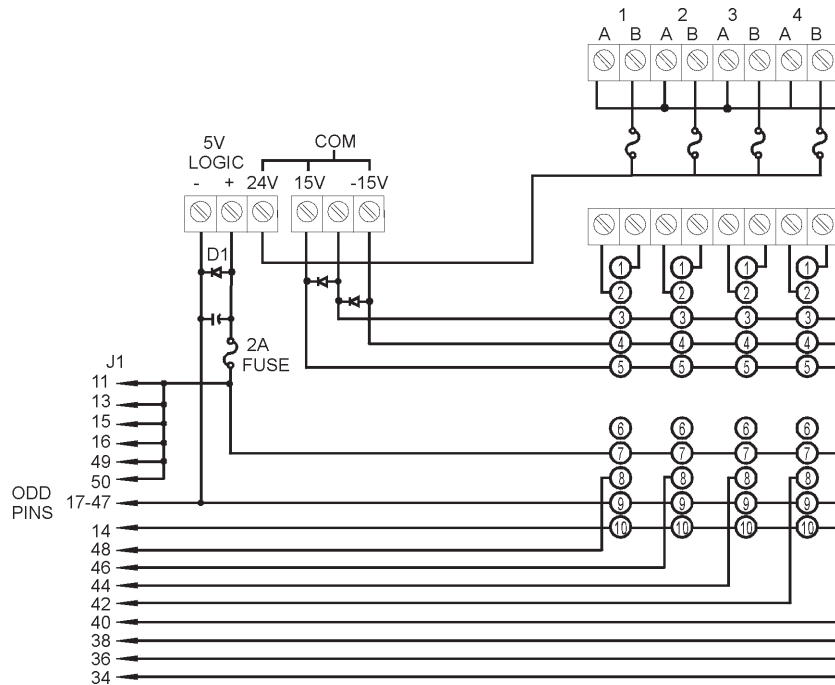 1 2 3 4
A B A B A B A B
5V LOGIC
COM
- + 24V 15V -15V
D1
1 1 1 1
2 2 2 2
3 3 3 3
4 4 4 4
5 5 5 5
2A FUSE
J1
11
13
15
16
49
50
6 6 6 6
7 7 7 7
8 8 8 8
ODD PINS 17-47
9 9 9 9
14
10 10 10 10
48
46
44
42
40
38
36
34